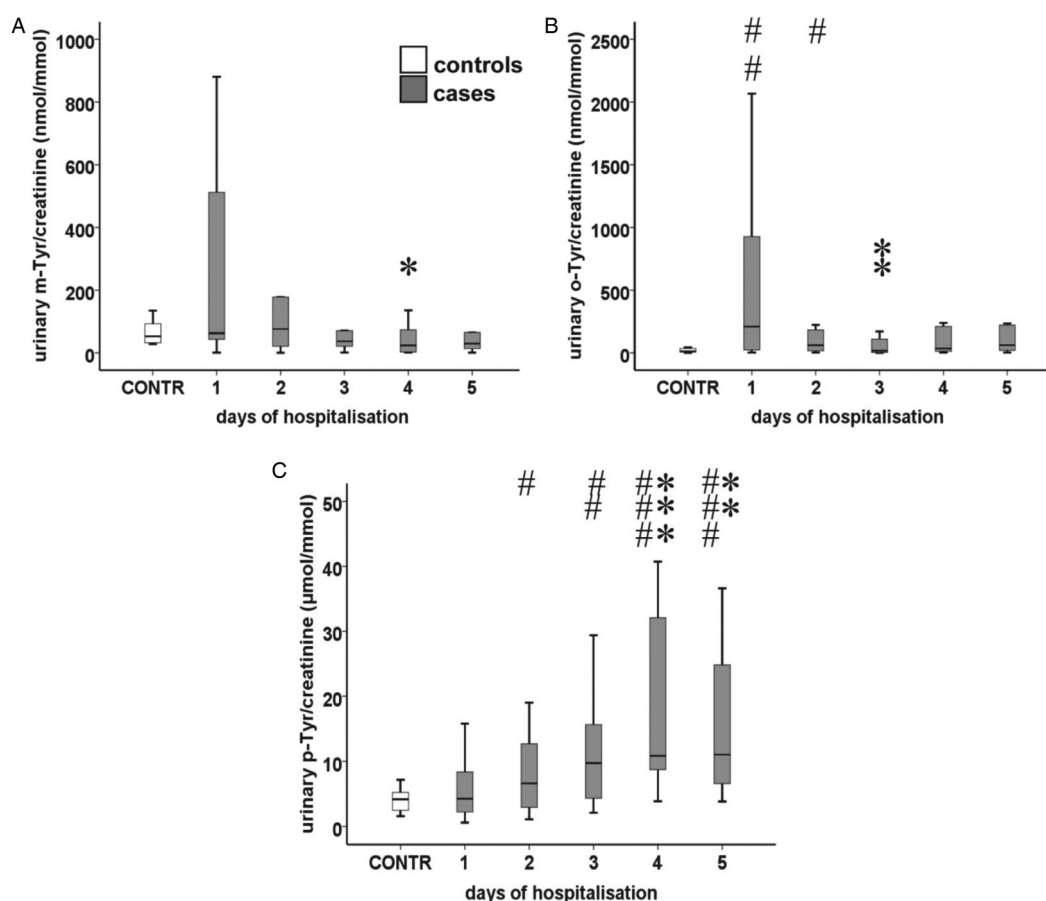 A
urinary m-Tyr/creatinine (nmol/mmol)
1000
800
600
400
200
0
controls
cases
*
CONTR 1 2 3 4 5
days of hospitalisation
B
urinary o-Tyr/creatinine (nmol/mmol)
2500
2000
1500
1000
500
0
# #
#
*
*
CONTR 1 2 3 4 5
days of hospitalisation
C
urinary p-Tyr/creatinine (µmol/mmol)
50
40
30
20
10
0
# # #* #*
# #* #*
#* #
CONTR 1 2 3 4 5
days of hospitalisation